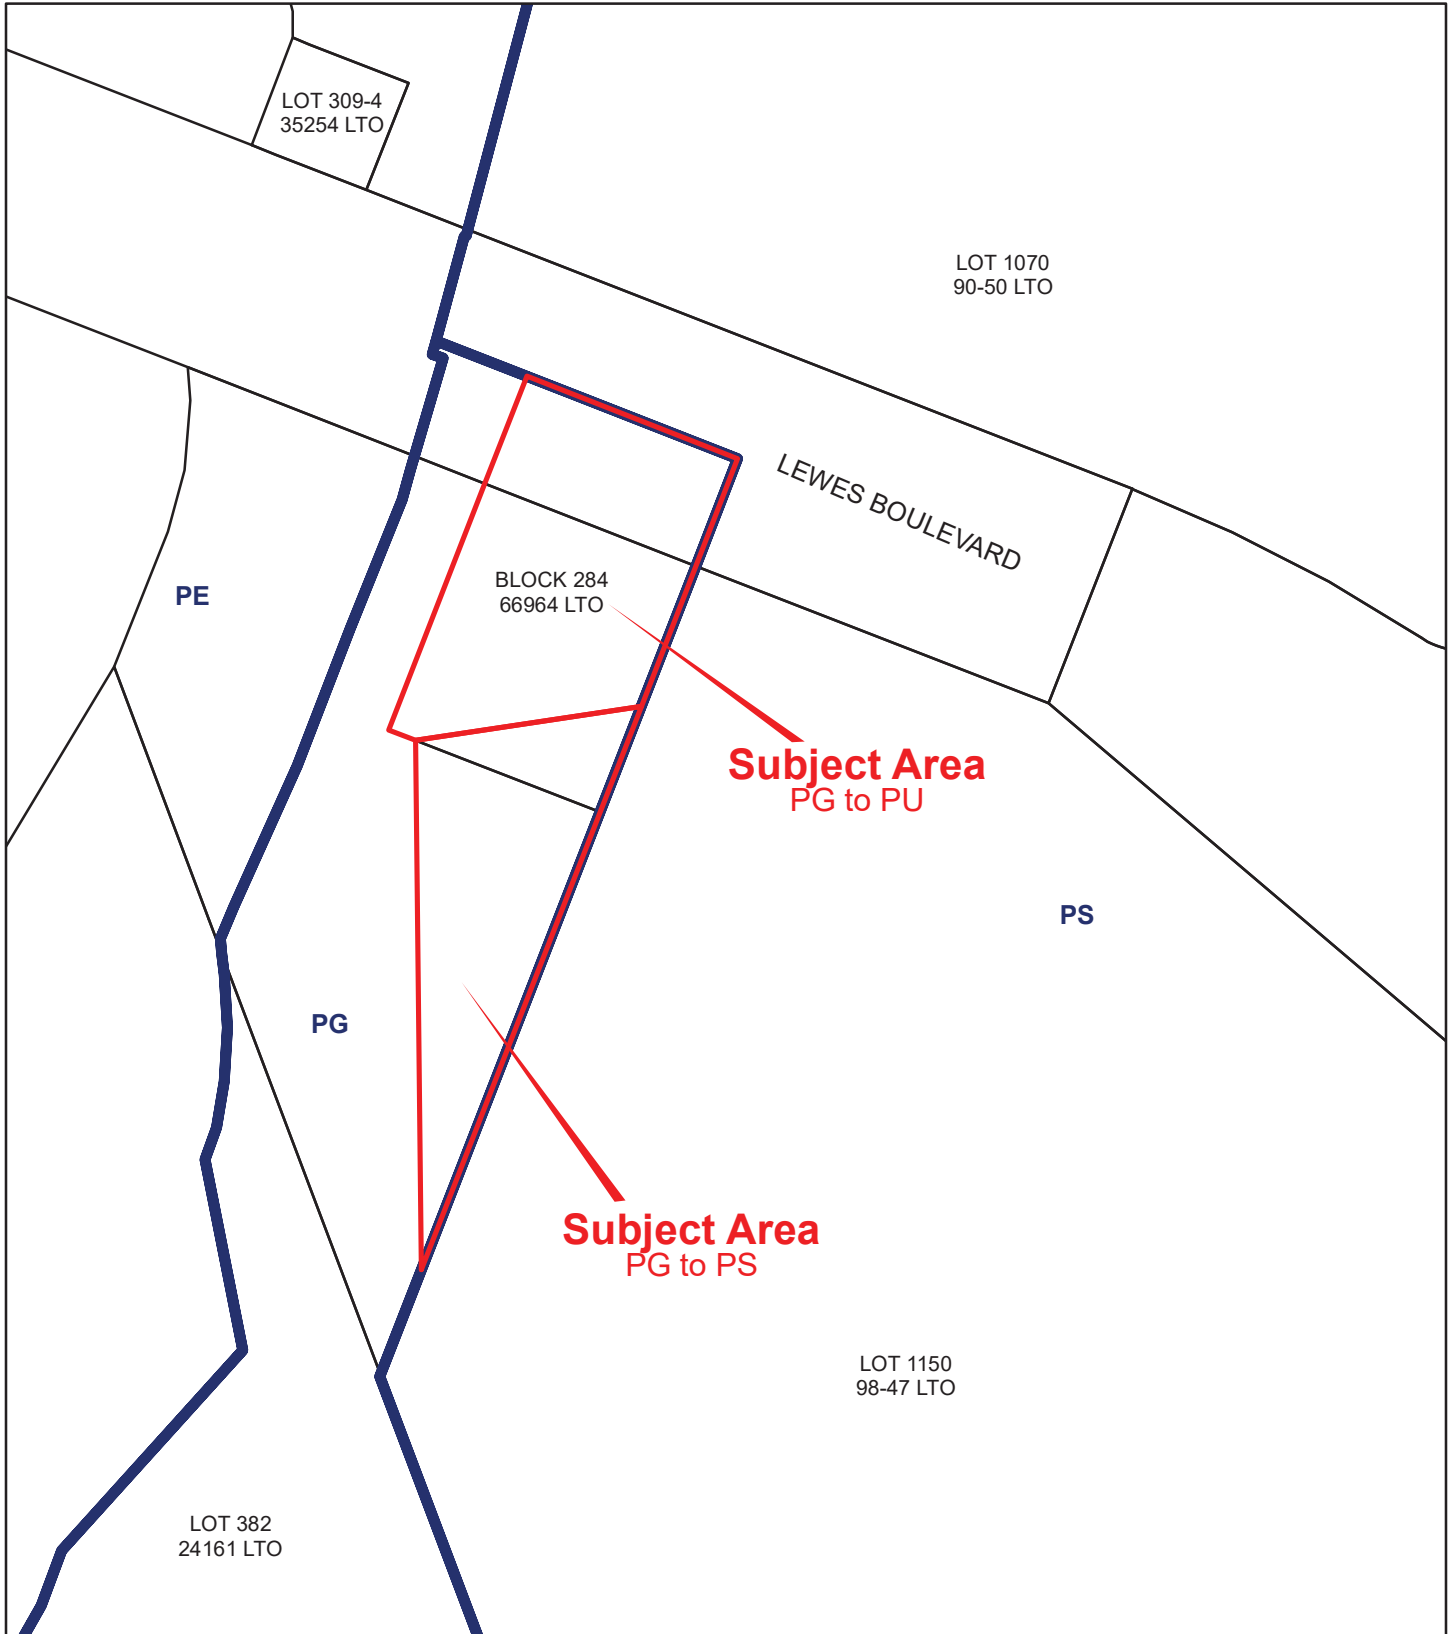 LOT 309-4
35254 LTO
LOT 1070
90-50 LTO
LEWES BOULEVARD
BLOCK 284
66964 LTO
PE
Subject Area
PG to PU
PS
PG
Subject Area
PG to PS
LOT 1150
98-47 LTO
LOT 382
24161 LTO